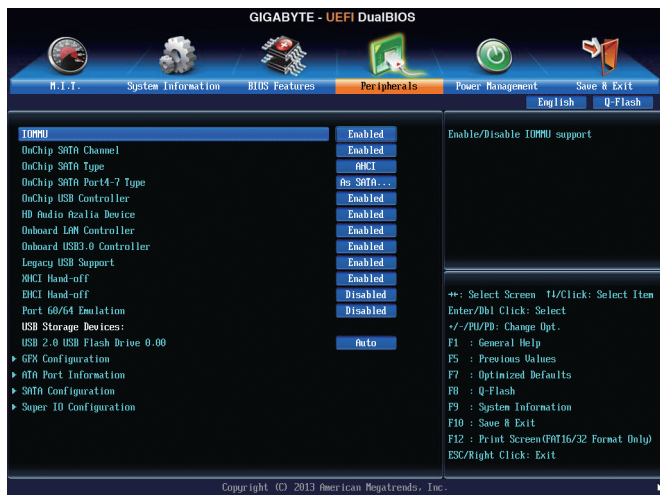 GIGABYTE - UEFI DualBIOS
M.I.T.
System Information
BIOS Features
Peripherals
Power Management
Save & Exit
English
Q-Flash
IOMMU Enabled
OnChip SATA Channel Enabled
OnChip SATA Type AHCI
OnChip SATA Port4-7 Type As SATA...
OnChip USB Controller Enabled
HD Audio Azalia Device Enabled
Onboard LAN Controller Enabled
Onboard USB3.0 Controller Enabled
Legacy USB Support Enabled
XHCI Hand-off Enabled
EHCI Hand-off Disabled
Port 60/64 Emulation Disabled
USB Storage Devices:
USB 2.0 USB Flash Drive 0.00 Auto
GFX Configuration
ATA Port Information
SATA Configuration
Super IO Configuration
Enable/Disable IOMMU support
↔: Select Screen ↑↓/Click: Select Item
Enter/Dbl Click: Select
+/-/PU/PD: Change Opt.
F1 : General Help
F5 : Previous Values
F7 : Optimized Defaults
F8 : Q-Flash
F9 : System Information
F10 : Save & Exit
F12 : Print Screen(FAT16/32 Format Only)
ESC/Right Click: Exit
Copyright (C) 2013 American Megatrends, Inc.